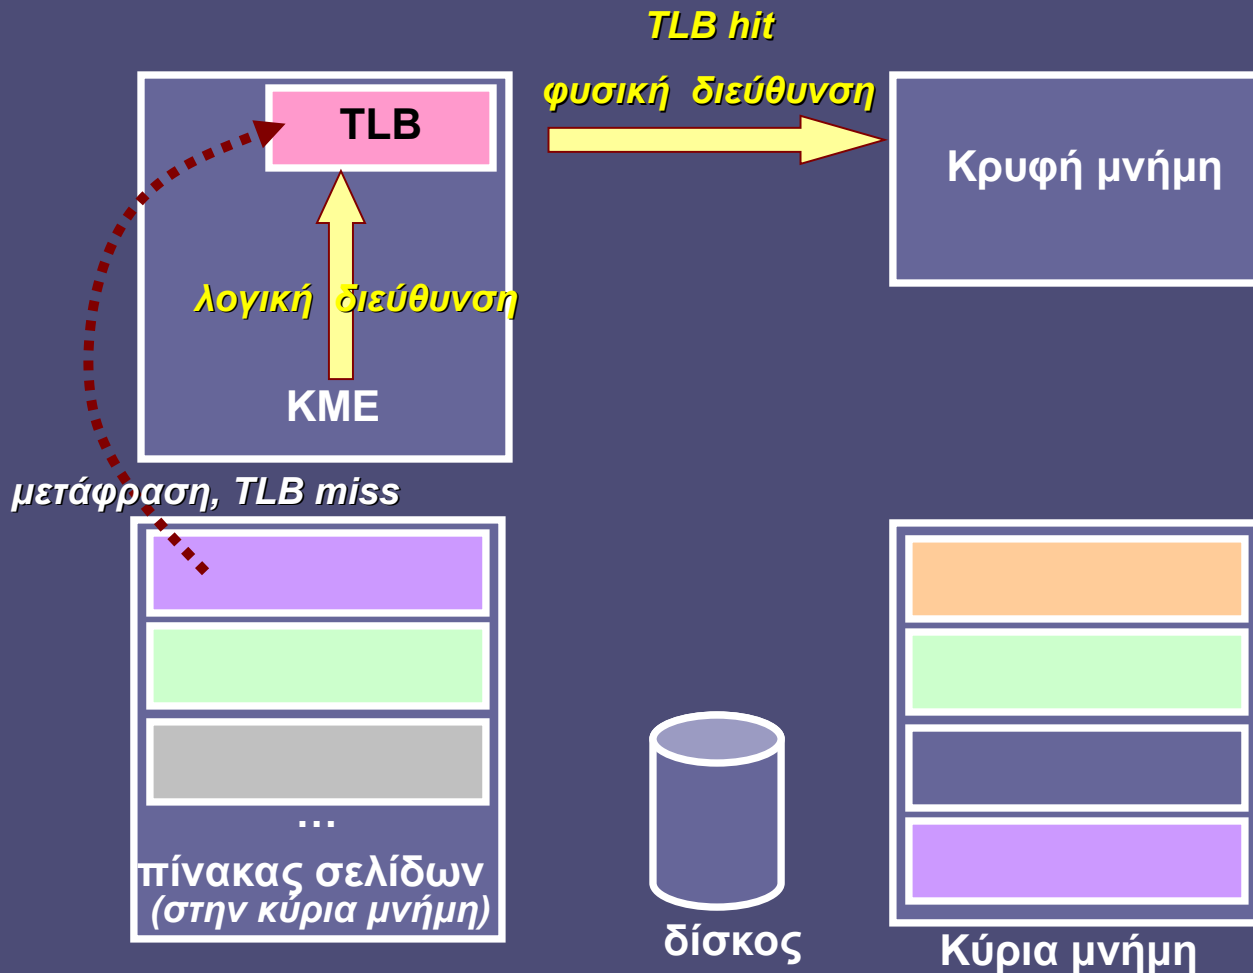 TLB hit
φυσική διεύθυνση
TLB
Κρυφή μνήμη
λογική διεύθυνση
ΚΜΕ
μετάφραση, TLB miss
...
πίνακας σελίδων
(στην κύρια μνήμη)
δίσκος
Κύρια μνήμη